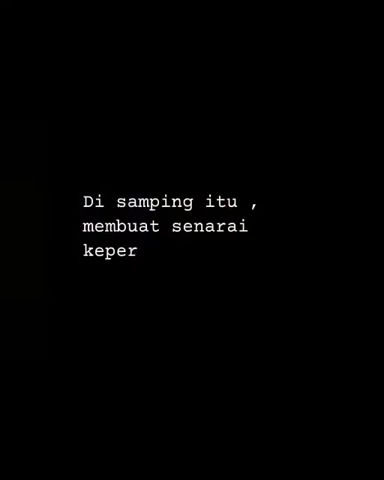 Di samping itu ,
membuat senarai
keper